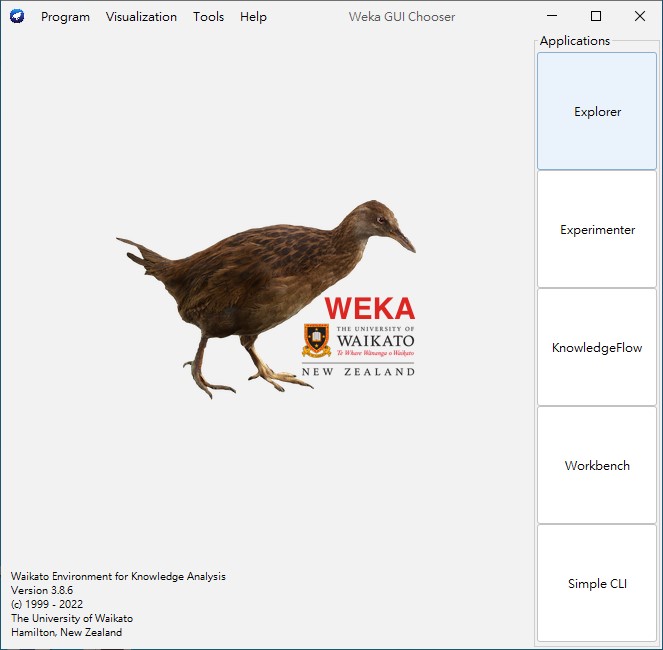 Program Visualization Tools Help Weka GUI Chooser
Applications
Explorer
Experimenter
KnowledgeFlow
Workbench
Simple CLI
WEKA
THE UNIVERSITY OF
WAIKATO
Te Whare Wānanga o Waikato
NEW ZEALAND
Waikato Environment for Knowledge Analysis
Version 3.8.6
(c) 1999 - 2022
The University of Waikato
Hamilton, New Zealand